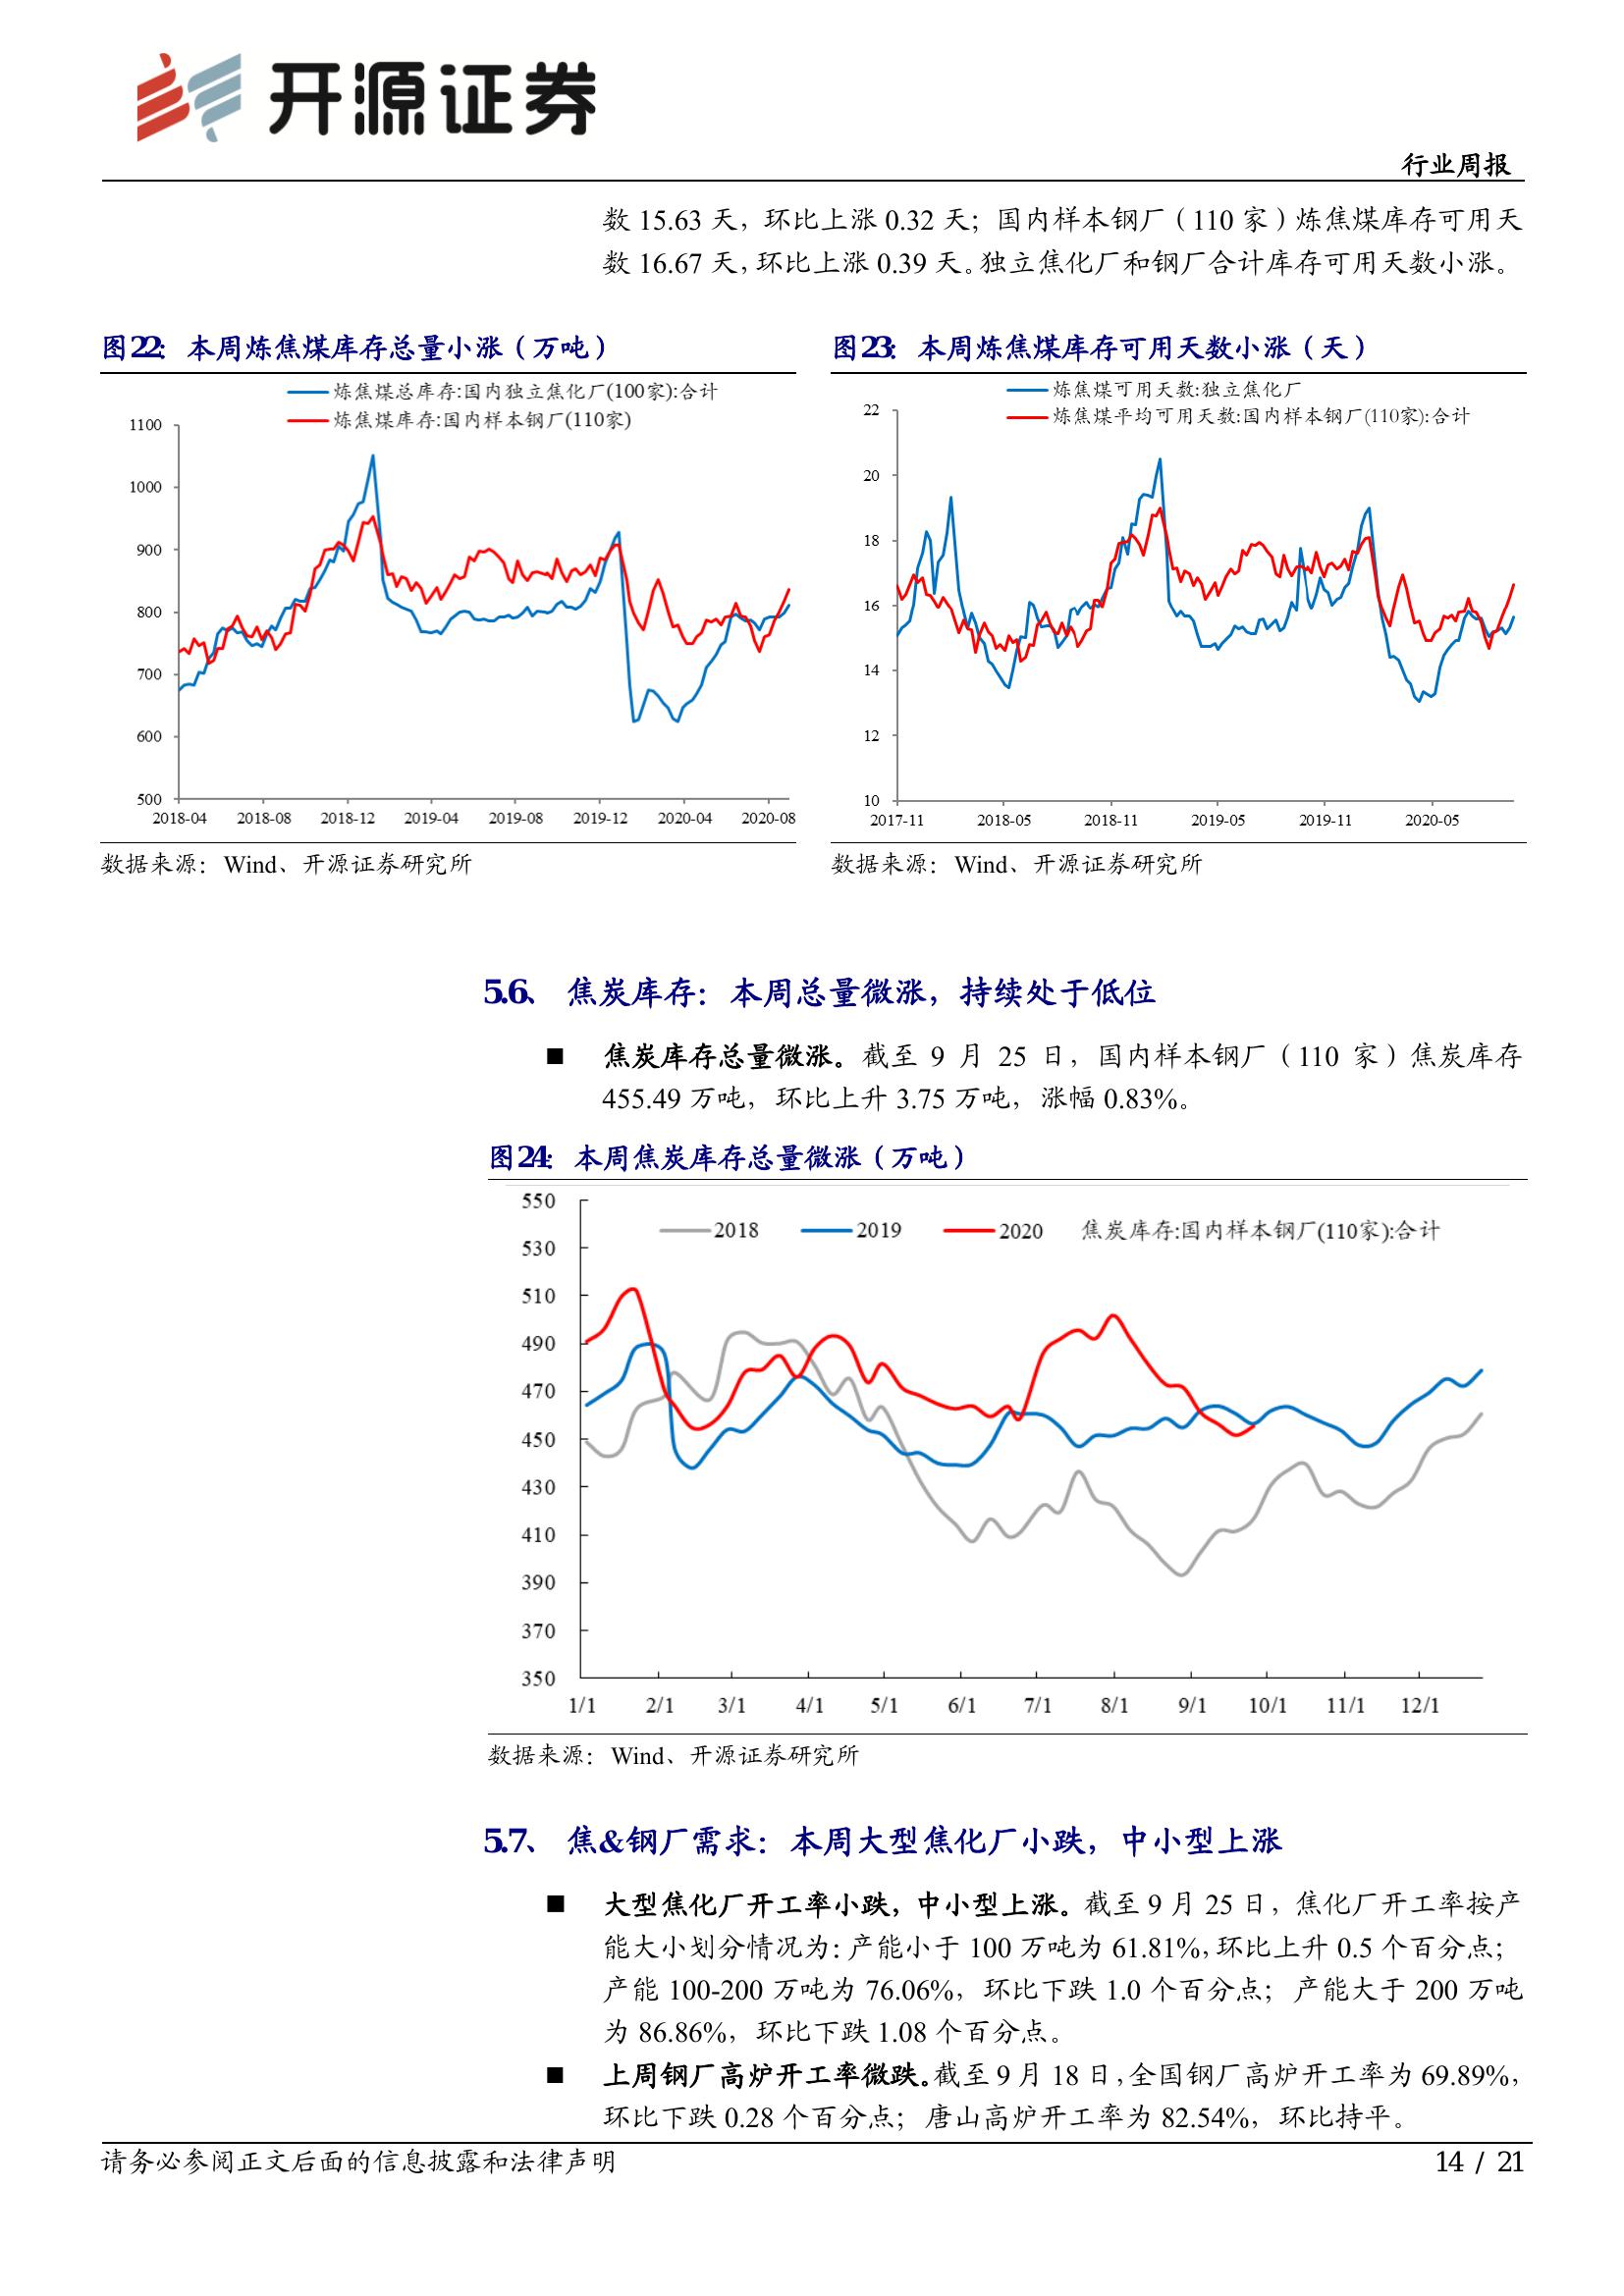 开源证券
行业周报
数 15.63 天，环比上涨 0.32 天；国内样本钢厂（110 家）炼焦煤库存可用天
数 16.67 天，环比上涨 0.39 天。独立焦化厂和钢厂合计库存可用天数小涨。
图22：本周炼焦煤库存总量小涨（万吨）
炼焦煤总库存:国内独立焦化厂(100家):合计
炼焦煤库存:国内样本钢厂(110家)
1100
1000
900
800
700
600
500
2018-04 2018-08 2018-12 2019-04 2019-08 2019-12 2020-04 2020-08
数据来源：Wind、开源证券研究所
图23：本周炼焦煤库存可用天数小涨（天）
炼焦煤可用天数:独立焦化厂
炼焦煤平均可用天数:国内样本钢厂(110家):合计
22
20
18
16
14
12
10
2017-11 2018-05 2018-11 2019-05 2019-11 2020-05
数据来源：Wind、开源证券研究所
5.6、 焦炭库存：本周总量微涨，持续处于低位
■ 焦炭库存总量微涨。截至 9 月 25 日，国内样本钢厂（110 家）焦炭库存
455.49 万吨，环比上升 3.75 万吨，涨幅 0.83%。
图24：本周焦炭库存总量微涨（万吨）
2018 2019 2020 焦炭库存:国内样本钢厂(110家):合计
550
530
510
490
470
450
430
410
390
370
350
1/1 2/1 3/1 4/1 5/1 6/1 7/1 8/1 9/1 10/1 11/1 12/1
数据来源：Wind、开源证券研究所
5.7、 焦&钢厂需求：本周大型焦化厂小跌，中小型上涨
■ 大型焦化厂开工率小跌，中小型上涨。截至 9 月 25 日，焦化厂开工率按产
能大小划分情况为：产能小于 100 万吨为 61.81%，环比上升 0.5 个百分点；
产能 100-200 万吨为 76.06%，环比下跌 1.0 个百分点；产能大于 200 万吨
为 86.86%，环比下跌 1.08 个百分点。
■ 上周钢厂高炉开工率微跌。截至 9 月 18 日，全国钢厂高炉开工率为 69.89%，
环比下跌 0.28 个百分点；唐山高炉开工率为 82.54%，环比持平。
请务必参阅正文后面的信息披露和法律声明
14 / 21